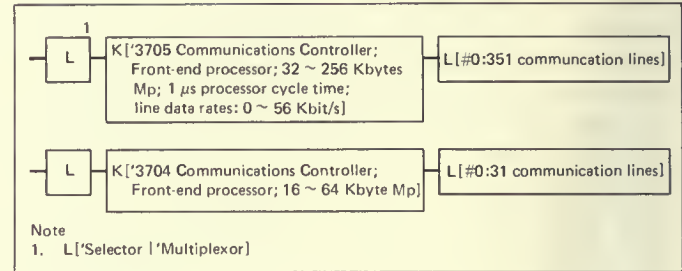 1
L
K['3705 Communications Controller;
Front-end processor; 32 ~ 256 Kbytes
Mp; 1 μs processor cycle time;
line data rates: 0 ~ 56 Kbit/s]
L[#0:351 communcation lines]
L
K['3704 Communications Controller;
Front-end processor; 16 ~ 64 Kbyte Mp]
L[#0:31 communication lines]
Note
1. L['Selector | 'Multiplexor]